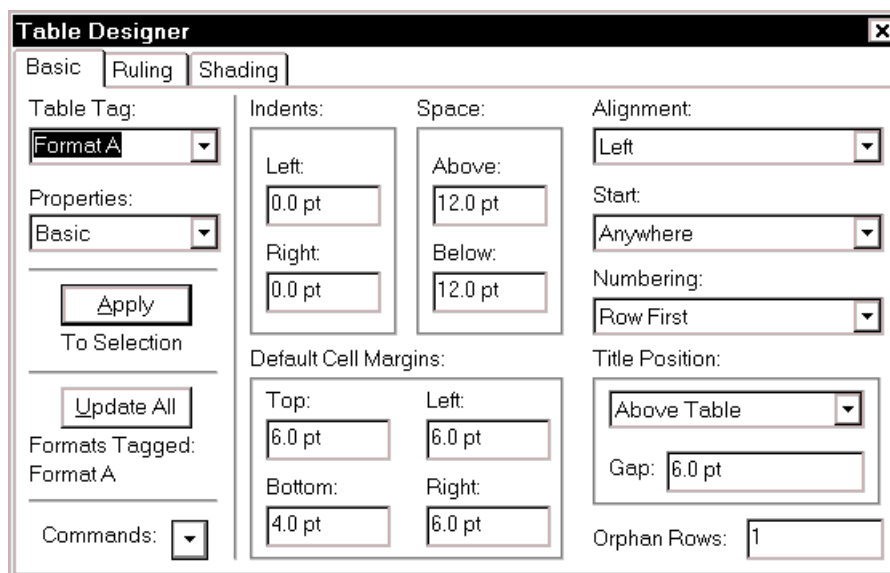 Table Designer
Basic
Ruling
Shading
Table Tag:
Format A
Properties:
Basic
Apply
To Selection
Update All
Formats Tagged:
Format A
Commands:
Indents:
Left:
0.0 pt
Right:
0.0 pt
Space:
Above:
12.0 pt
Below:
12.0 pt
Default Cell Margins:
Top:
6.0 pt
Left:
6.0 pt
Bottom:
4.0 pt
Right:
6.0 pt
Alignment:
Left
Start:
Anywhere
Numbering:
Row First
Title Position:
Above Table
Gap: 6.0 pt
Orphan Rows: 1